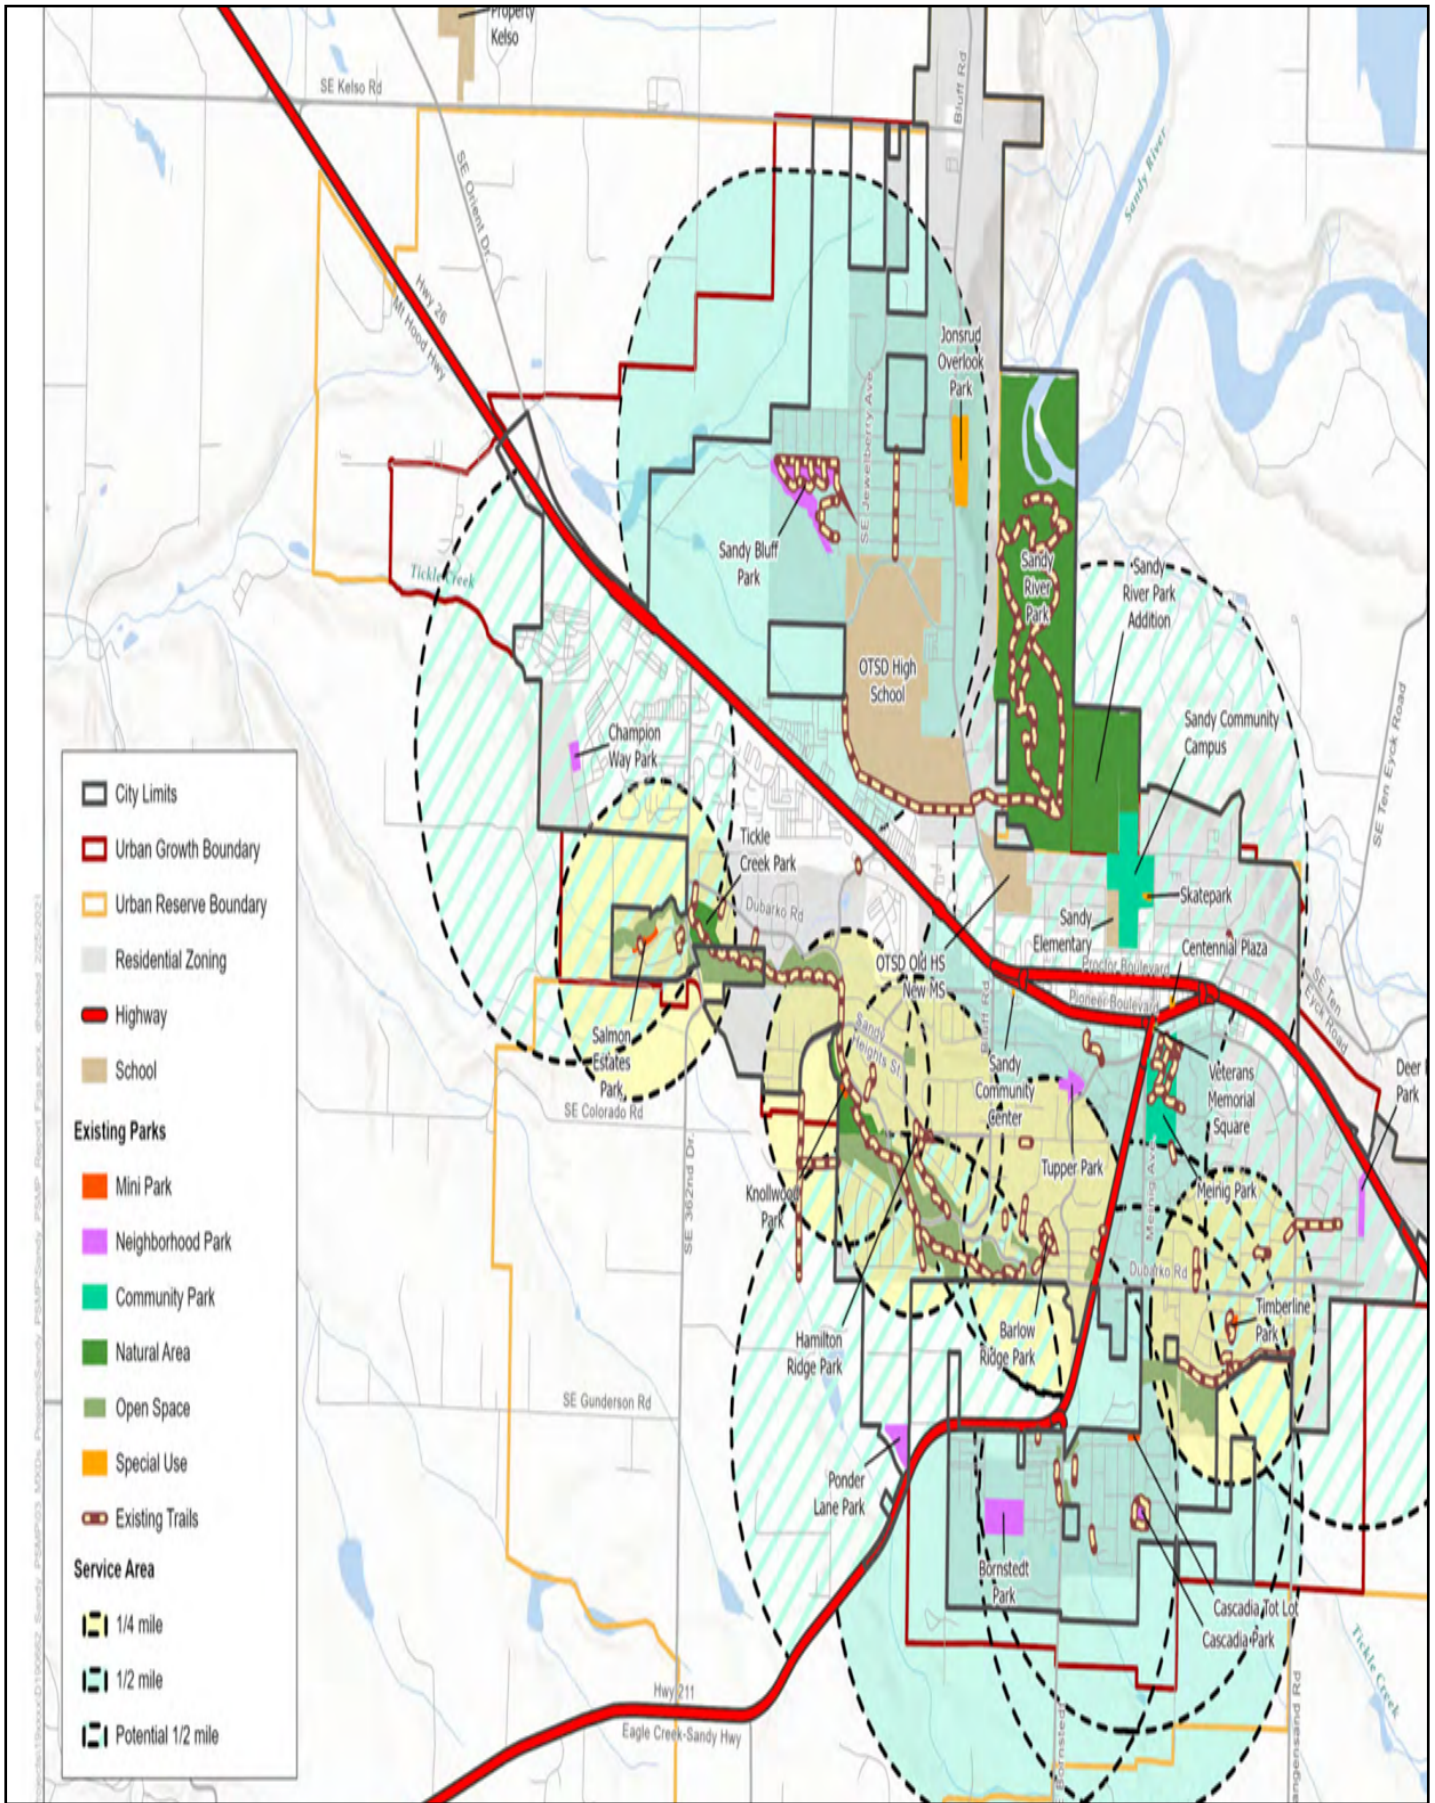 Property
Kelso
SE Kelso Rd
Bluff Rd
Sandy River
SE Orient Dr.
Hwy 26
Mt Hood Hwy
Jonsrud
Overlook
Park
SE Jewelberry Ave
Sandy Bluff
Park
Tickle Creek
Sandy
River
Park
Sandy
River Park
Addition
OTSD High
School
SE Ten Eyck Road
Sandy Community
Campus
Champion
Way Park
Tickle
Creek Park
Dubarko Rd
Skatepark
Sandy
Elementary
Centennial Plaza
OTSD Old HS
New MS
Proctor Boulevard
Pioneer Boulevard
SE Ten
Eyck Road
Bluff Rd
Sandy
Heights St
Salmon
Estates
Park
Sandy
Community
Center
Veterans
Memorial
Square
Deer
Park
SE Colorado Rd
SE 362nd Dr.
Tupper Park
Meinig Park
Meinig Ave
Knollwood
Park
Dubarko Rd
Hamilton
Ridge Park
Barlow
Ridge Park
Timberline
Park
SE Gunderson Rd
Ponder
Lane Park
Bornstedt
Park
Cascadia Tot Lot
Cascadia Park
Tickle Creek
Hwy 211
Eagle Creek-Sandy Hwy
Bornstedt
angensand Rd
City Limits
Urban Growth Boundary
Urban Reserve Boundary
Residential Zoning
Highway
School
Existing Parks
Mini Park
Neighborhood Park
Community Park
Natural Area
Open Space
Special Use
Existing Trails
Service Area
1/4 mile
1/2 mile
Potential 1/2 mile